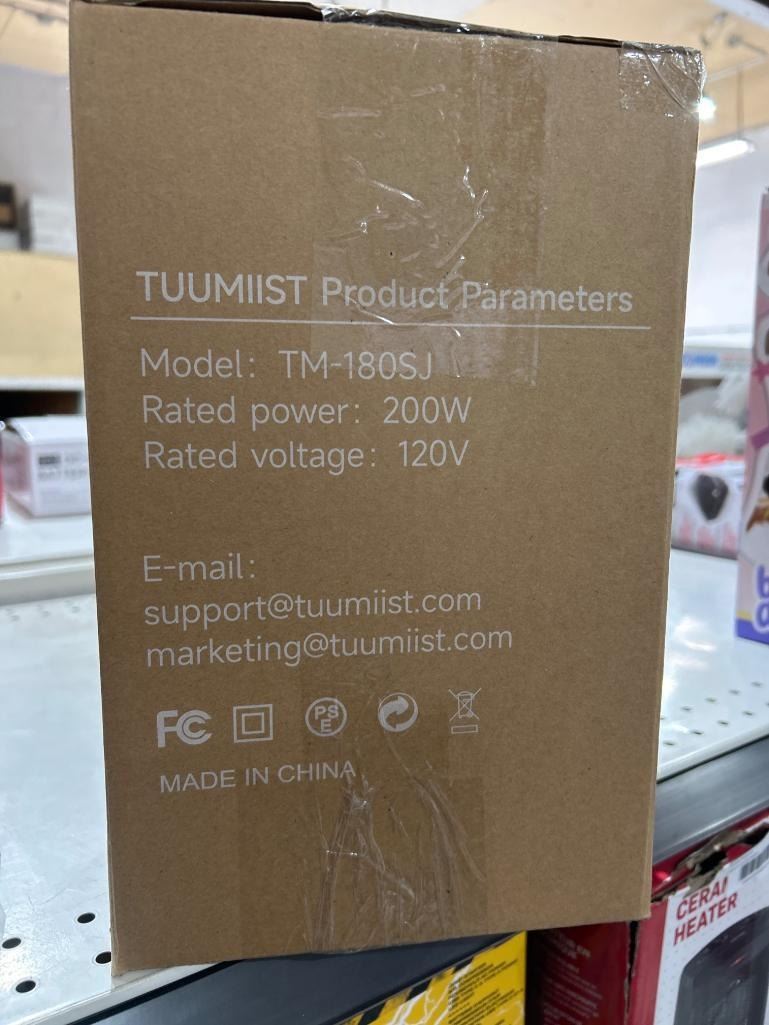 TUUMIIST Product Parameters
Model: TM-180SJ
Rated power: 200W
Rated voltage: 120V
E-mail:
support@tuumiist.com
marketing@tuumiist.com
FC
PS
E
MADE IN CHINA
CERAI
HEATER